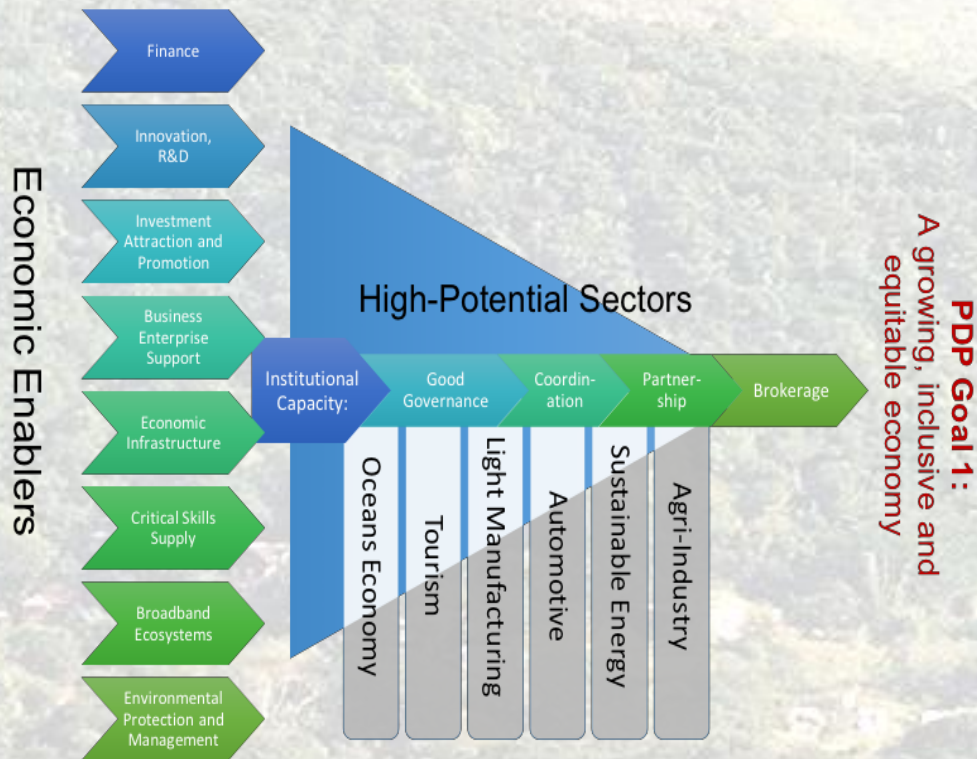 Economic Enablers
Finance
Innovation,
R&D
Investment
Attraction and
Promotion
Business
Enterprise
Support
Economic
Infrastructure
Critical Skills
Supply
Broadband
Ecosystems
Environmental
Protection and
Management
High-Potential Sectors
Institutional
Capacity:
Good
Governance
Coordin-
ation
Partner-
ship
Brokerage
Oceans Economy
Tourism
Light Manufacturing
Automotive
Sustainable Energy
Agri-Industry
PDP Goal 1:
A growing, inclusive and
equitable economy